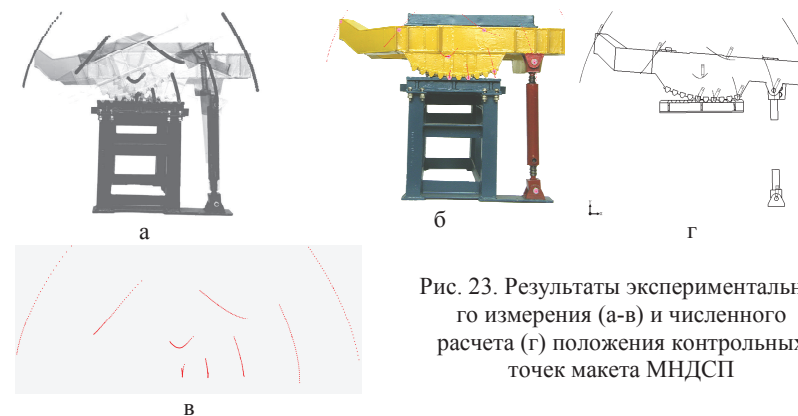 а
б
г
в
Рис. 23. Результаты экспериментальн
го измерения (а-в) и численного
расчета (г) положения контрольных
точек макета МНДСП